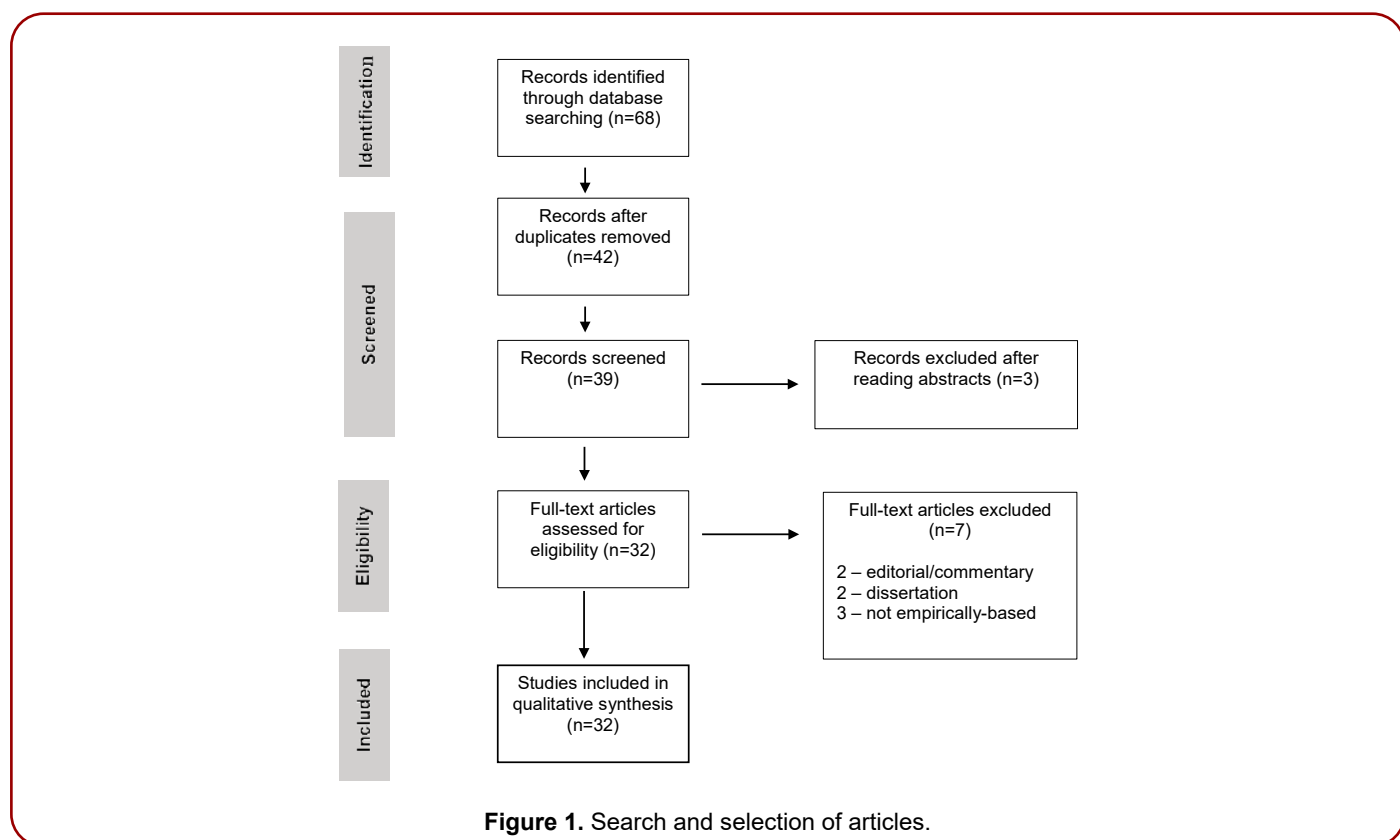 Identification
Records identified
through database
searching (n=68)
Screened
Records after
duplicates removed
(n=42)
Records screened
(n=39)
Records excluded after
reading abstracts (n=3)
Eligibility
Full-text articles
assessed for
eligibility (n=32)
Full-text articles excluded
(n=7)
2 – editorial/commentary
2 – dissertation
3 – not empirically-based
Included
Studies included in
qualitative synthesis
(n=32)
Figure 1. Search and selection of articles.